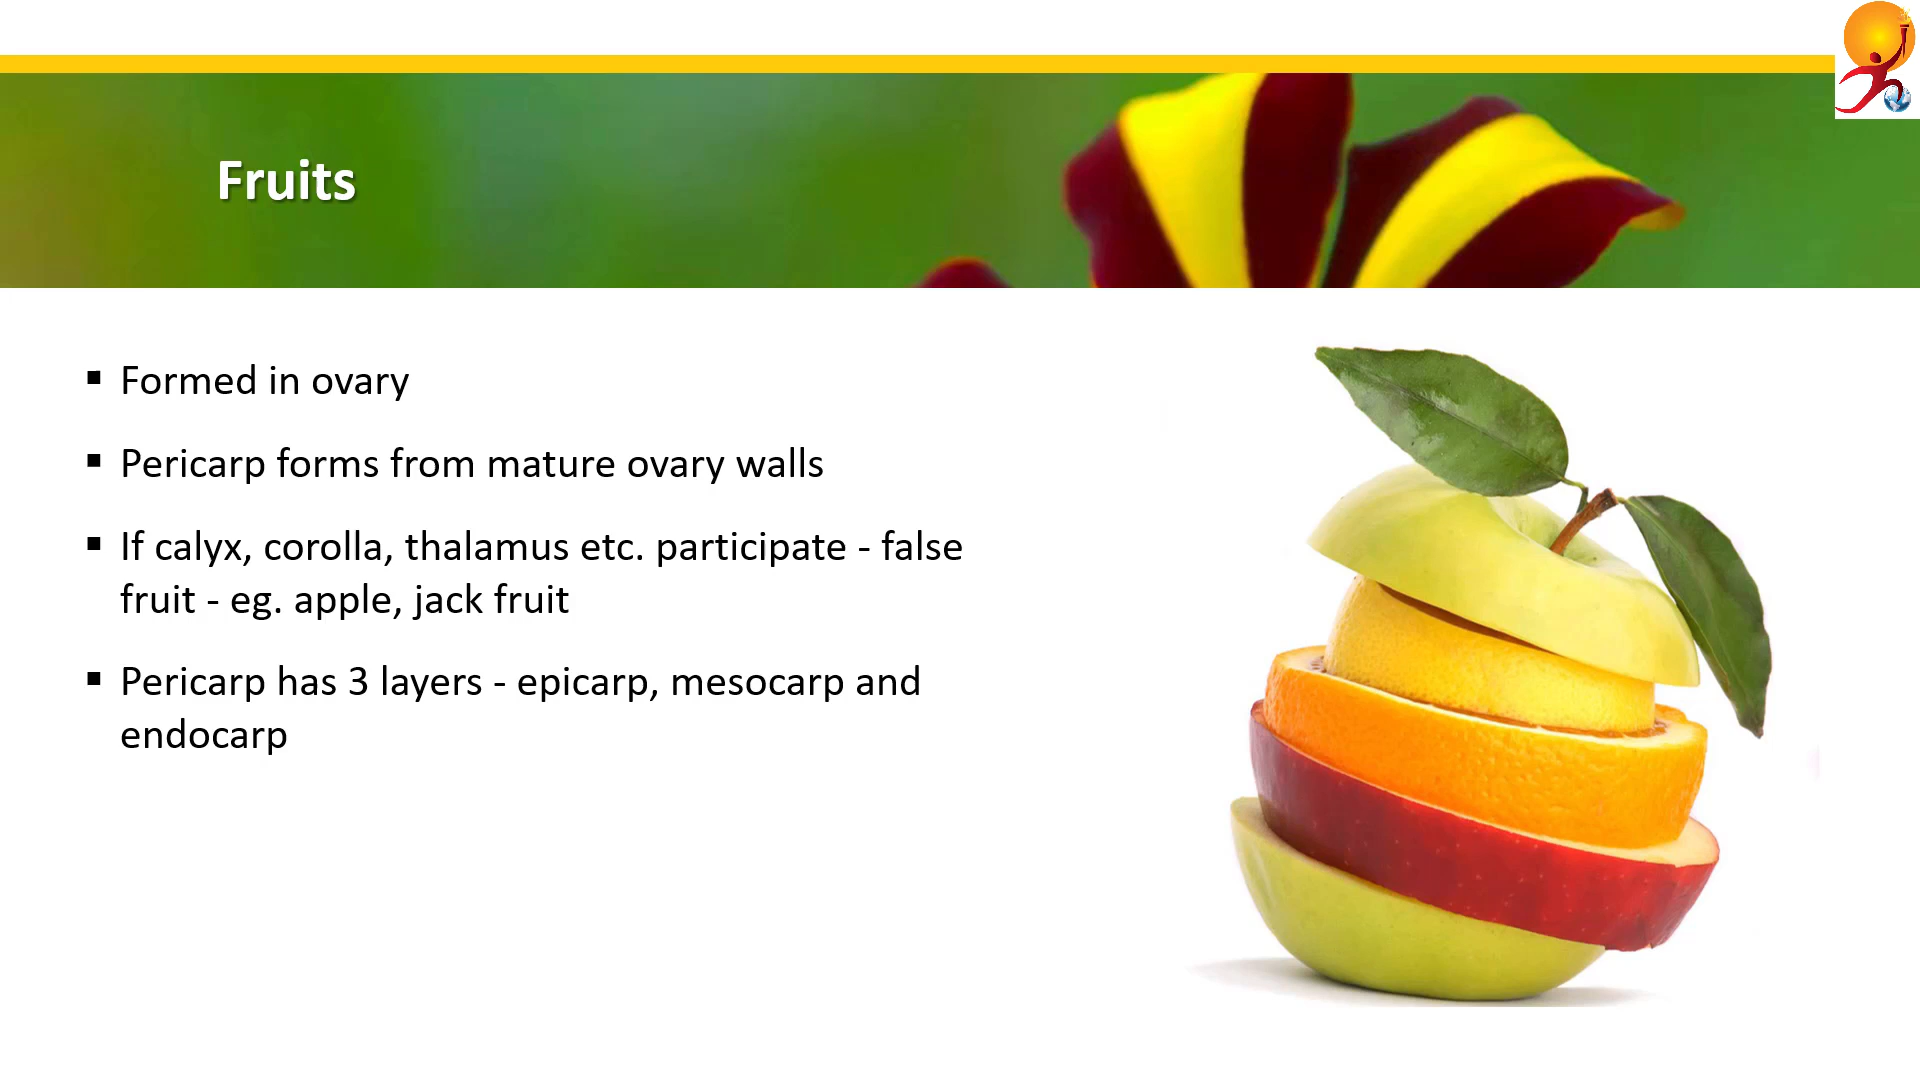 Fruits
▪ Formed in ovary
▪ Pericarp forms from mature ovary walls
▪ If calyx, corolla, thalamus etc. participate - false
fruit - eg. apple, jack fruit
▪ Pericarp has 3 layers - epicarp, mesocarp and
endocarp